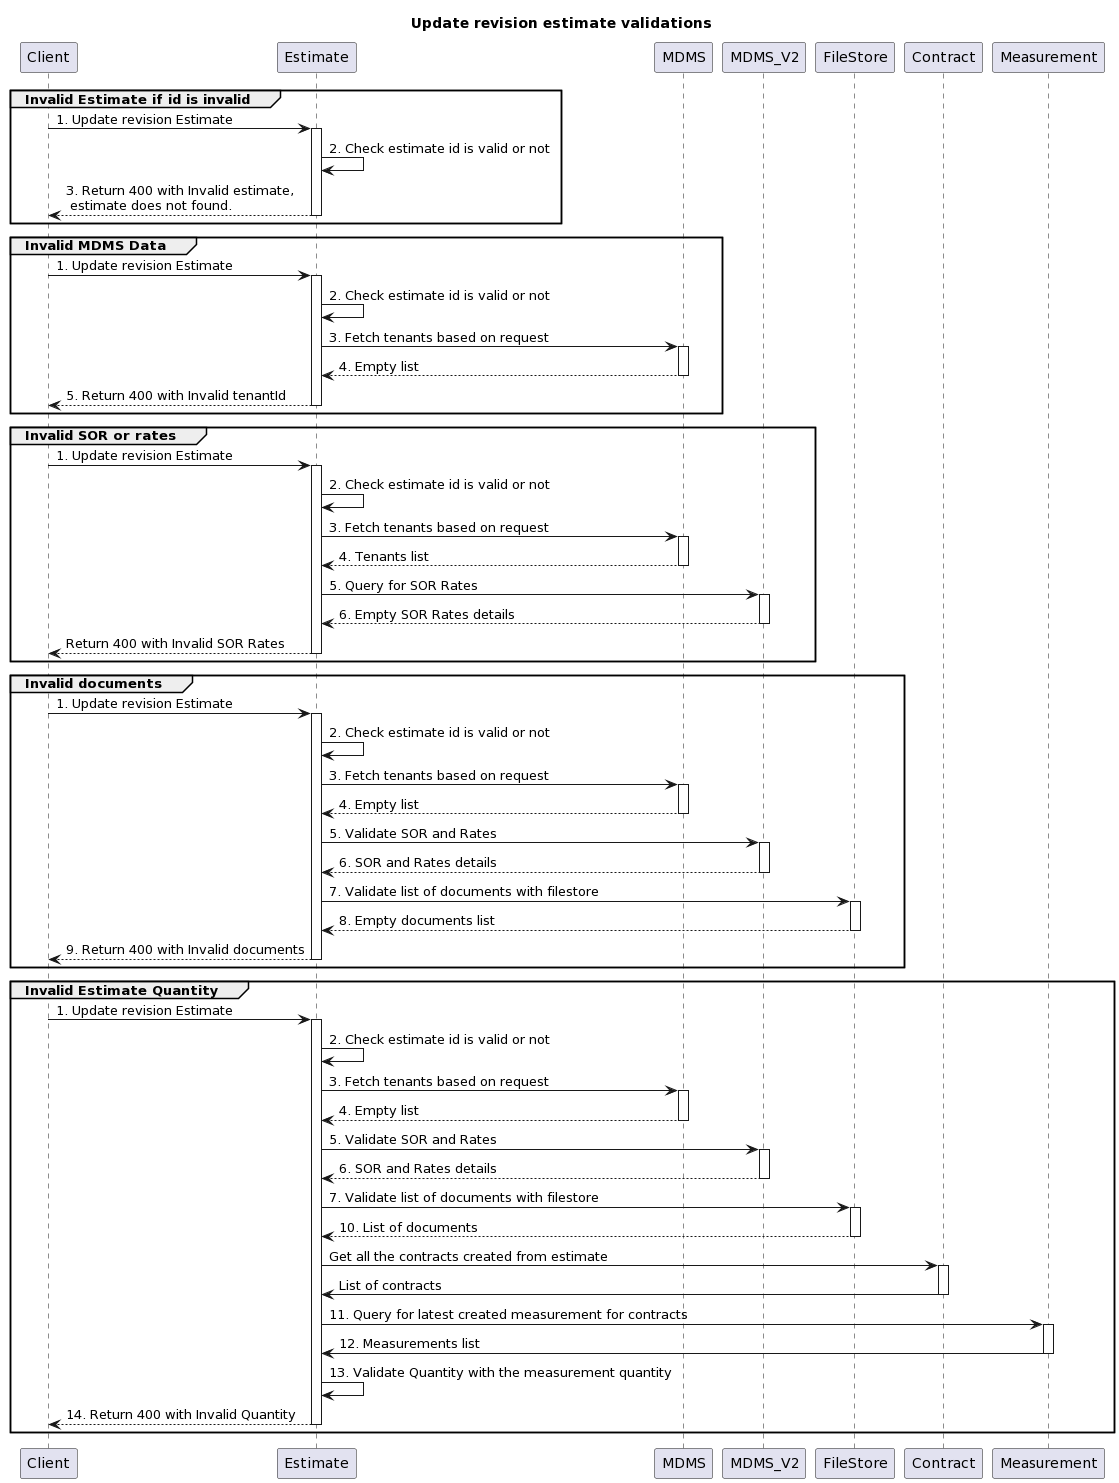 Update revision estimate validations
Client
Estimate
MDMS
MDMS_V2
FileStore
Contract
Measurement
Invalid Estimate if id is invalid
1. Update revision Estimate
2. Check estimate id is valid or not
3. Return 400 with Invalid estimate,
estimate does not found.
Invalid MDMS Data
1. Update revision Estimate
2. Check estimate id is valid or not
3. Fetch tenants based on request
4. Empty list
5. Return 400 with Invalid tenantId
Invalid SOR or rates
1. Update revision Estimate
2. Check estimate id is valid or not
3. Fetch tenants based on request
4. Tenants list
5. Query for SOR Rates
6. Empty SOR Rates details
Return 400 with Invalid SOR Rates
Invalid documents
1. Update revision Estimate
2. Check estimate id is valid or not
3. Fetch tenants based on request
4. Empty list
5. Validate SOR and Rates
6. SOR and Rates details
7. Validate list of documents with filestore
8. Empty documents list
9. Return 400 with Invalid documents
Invalid Estimate Quantity
1. Update revision Estimate
2. Check estimate id is valid or not
3. Fetch tenants based on request
4. Empty list
5. Validate SOR and Rates
6. SOR and Rates details
7. Validate list of documents with filestore
10. List of documents
Get all the contracts created from estimate
List of contracts
11. Query for latest created measurement for contracts
12. Measurements list
13. Validate Quantity with the measurement quantity
14. Return 400 with Invalid Quantity
Client
Estimate
MDMS
MDMS_V2
FileStore
Contract
Measurement